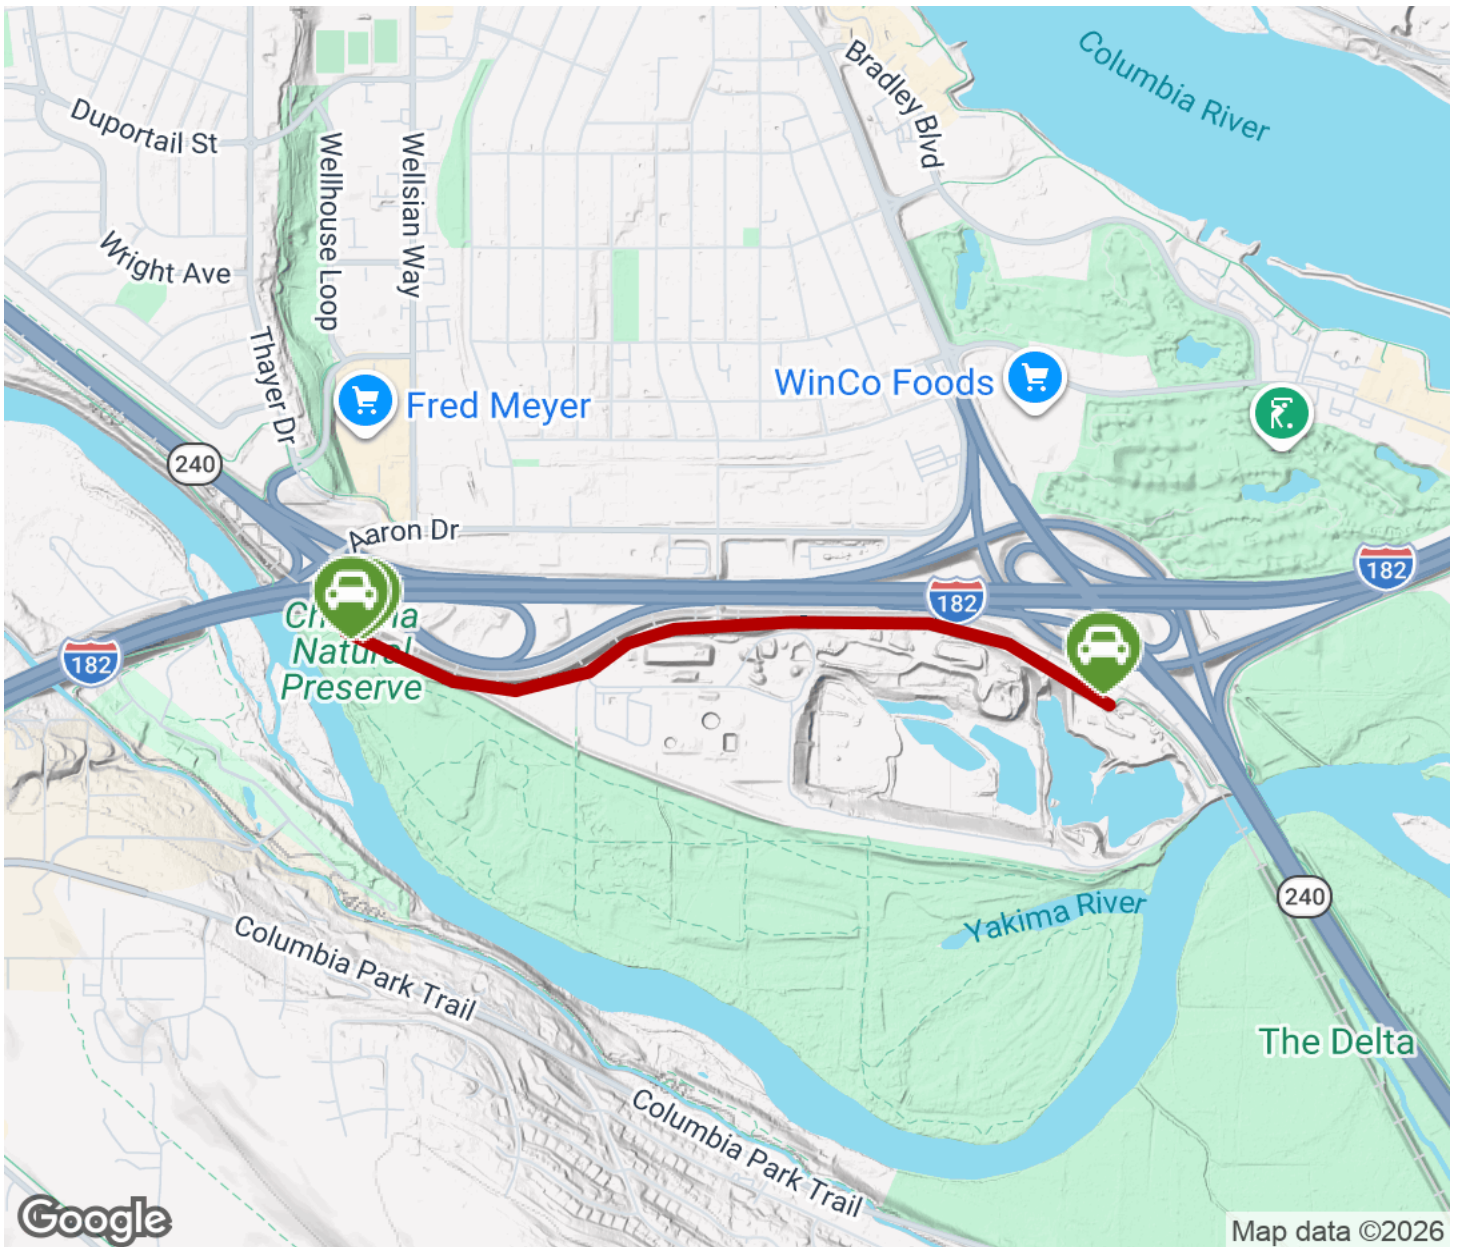 Columbia River
Bradley Blvd
Duportail St
Wellhouse Loop
Wellsian Way
Wright Ave
Thayer Dr
Fred Meyer
WinCo Foods
240
Aaron Dr
182
182
182
Natural
Preserve
Yakima River
240
Columbia Park Trail
The Delta
Columbia Park Trail
Google
Map data ©2026